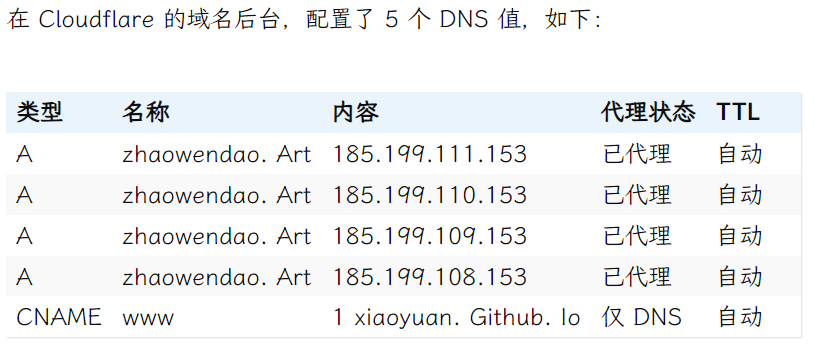 在 Cloudflare 的域名后台，配置了 5 个 DNS 值，如下：
类型 名称 内容 代理状态 TTL
A zhaowendao. Art 185.199.111.153 已代理 自动
A zhaowendao. Art 185.199.110.153 已代理 自动
A zhaowendao. Art 185.199.109.153 已代理 自动
A zhaowendao. Art 185.199.108.153 已代理 自动
CNAME www 1 xiaoyuan. Github. Io 仅 DNS 自动